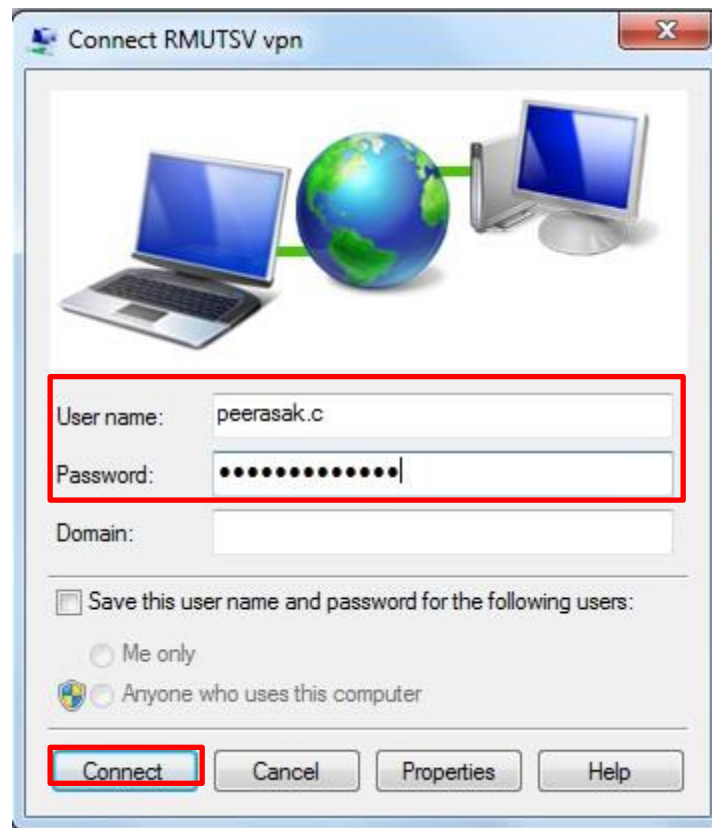 Connect RMUTSV vpn
User name: peerasak.c
Password: •••••••••••••
Domain:
Save this user name and password for the following users:
Me only
Anyone who uses this computer
Connect Cancel Properties Help